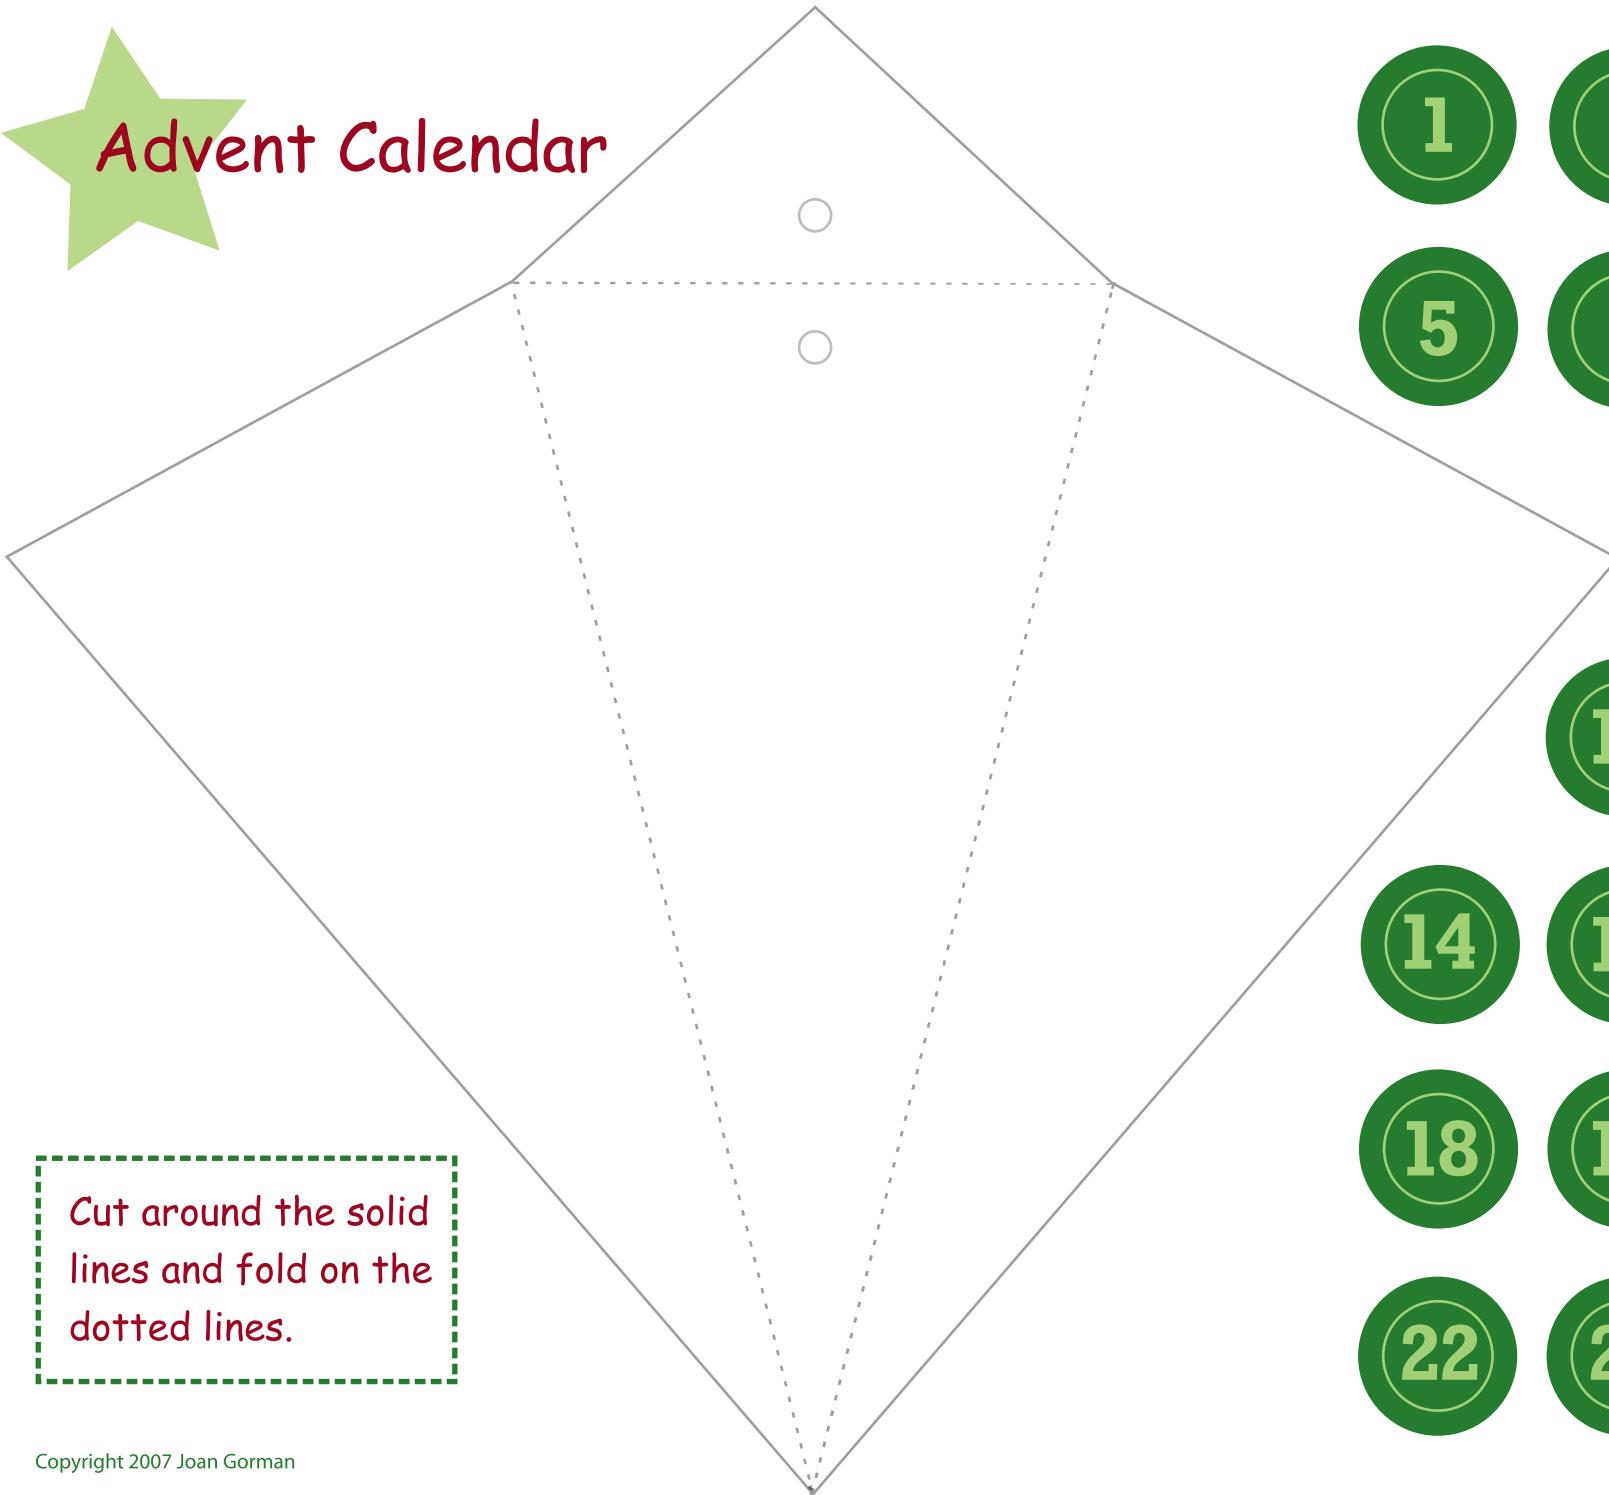 Advent Calendar
1
5
14
18
22
Cut around the solid
lines and fold on the
dotted lines.
Copyright 2007 Joan Gorman